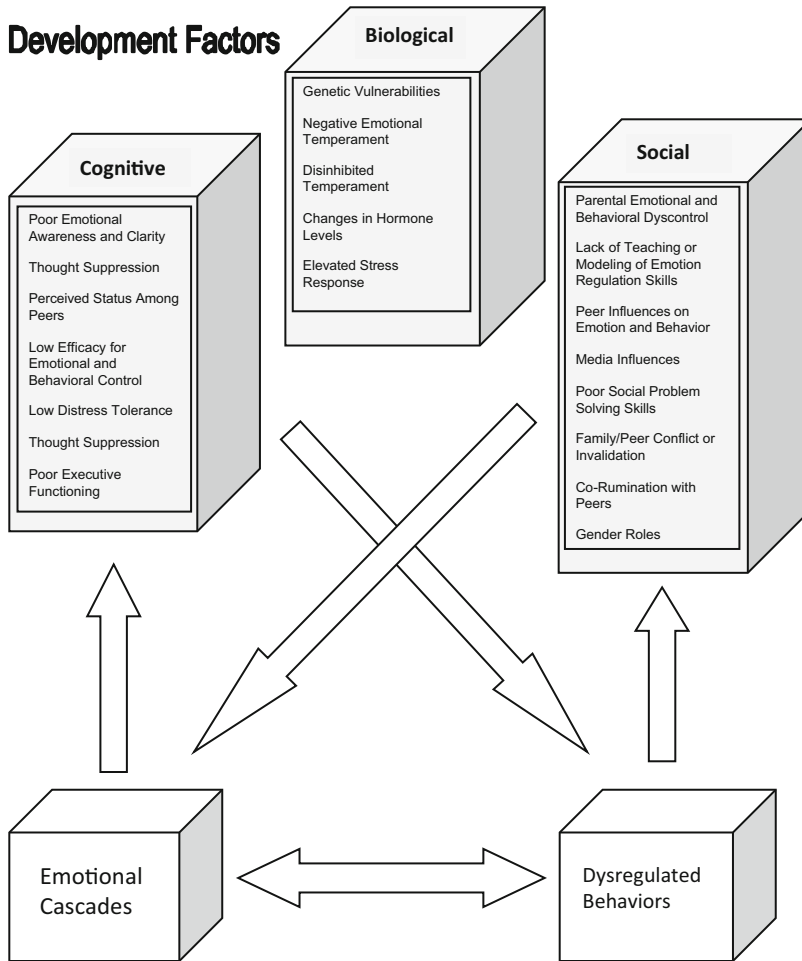 Development Factors
Biological
Genetic Vulnerabilities
Negative Emotional
Temperament
Disinhibited
Temperament
Changes in Hormone
Levels
Elevated Stress
Response
Cognitive
Poor Emotional
Awareness and Clarity
Thought Suppression
Perceived Status Among
Peers
Low Efficacy for
Emotional and
Behavioral Control
Low Distress Tolerance
Thought Suppression
Poor Executive
Functioning
Social
Parental Emotional and
Behavioral Dyscontrol
Lack of Teaching or
Modeling of Emotion
Regulation Skills
Peer Influences on
Emotion and Behavior
Media Influences
Poor Social Problem
Solving Skills
Family/Peer Conflict or
Invalidation
Co-Rumination with
Peers
Gender Roles
Emotional
Cascades
Dysregulated
Behaviors